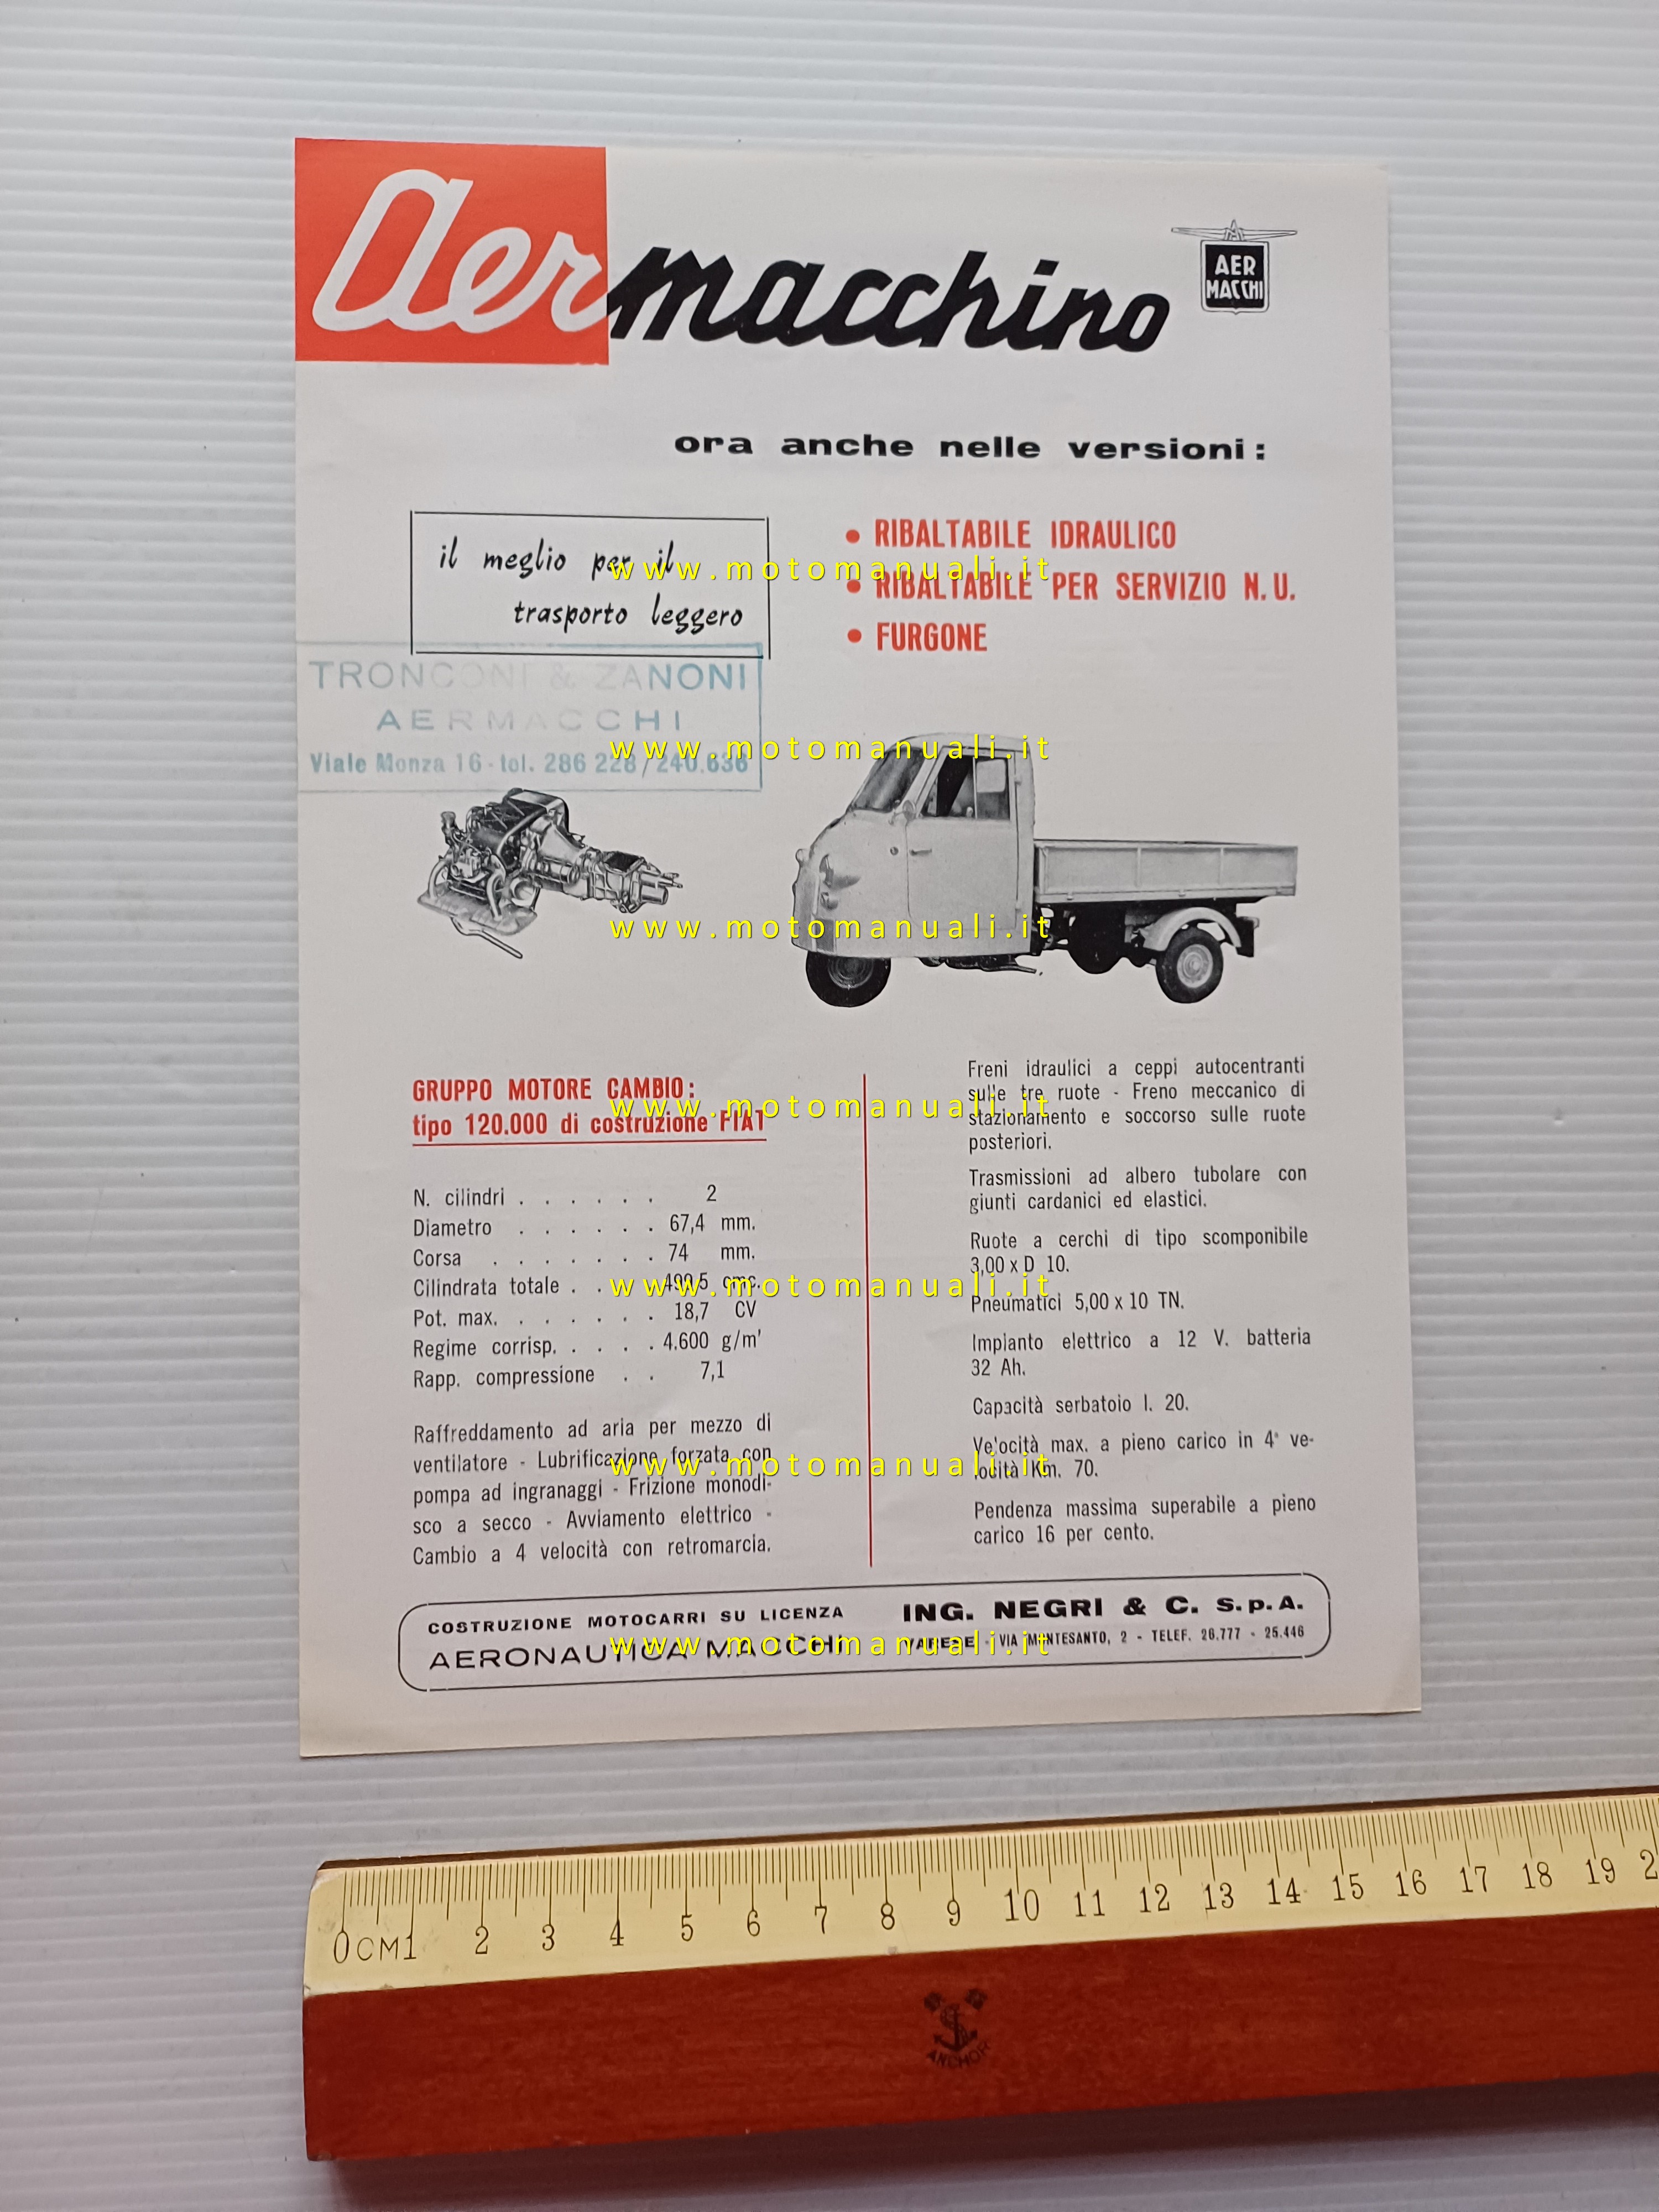 Aermacchino
AER
MACCHI
ora anche nelle versioni:
il meglio per il
trasporto leggero
• RIBALTABILE IDRAULICO
• RIBALTABILE PER SERVIZIO N. U.
• FURGONE
TRONCONI & ZANONI
AERMACCHI
Viale Monza 16 - tol. 286 228 / 240.636
GRUPPO MOTORE CAMBIO:
tipo 120.000 di costruzione FIAT
N. cilindri . . . . . . 2
Diametro . . . . . . 67,4 mm.
Corsa . . . . . . . 74 mm.
Cilindrata totale . . 499,5 cmc.
Pot. max. . . . . . . 18,7 CV
Regime corrisp. . . . . 4.600 g/m'
Rapp. compressione . . 7,1
Raffreddamento ad aria per mezzo di
ventilatore - Lubrificazione forzata con
pompa ad ingranaggi - Frizione monodi-
sco a secco - Avviamento elettrico -
Cambio a 4 velocità con retromarcia.
Freni idraulici a ceppi autocentranti
sulle tre ruote - Freno meccanico di
stazionamento e soccorso sulle ruote
posteriori.
Trasmissioni ad albero tubolare con
giunti cardanici ed elastici.
Ruote a cerchi di tipo scomponibile
3,00 x D 10.
Pneumatici 5,00 x 10 TN.
Impianto elettrico a 12 V. batteria
32 Ah.
Capacità serbatoio l. 20.
Velocità max. a pieno carico in 4ª ve-
locità Km. 70.
Pendenza massima superabile a pieno
carico 16 per cento.
COSTRUZIONE MOTOCARRI SU LICENZA
AERONAUTICA MACCHI
ING. NEGRI & C. S.p.A.
VARESE - VIA MONTESANTO, 2 - TELEF. 26.777 - 25.446
www.motomanuali.it
www.motomanuali.it
www.motomanuali.it
www.motomanuali.it
www.motomanuali.it
www.motomanuali.it
www.motomanuali.it
0CM1 2 3 4 5 6 7 8 9 10 11 12 13 14 15 16 17 18 19 2
ANCHOR